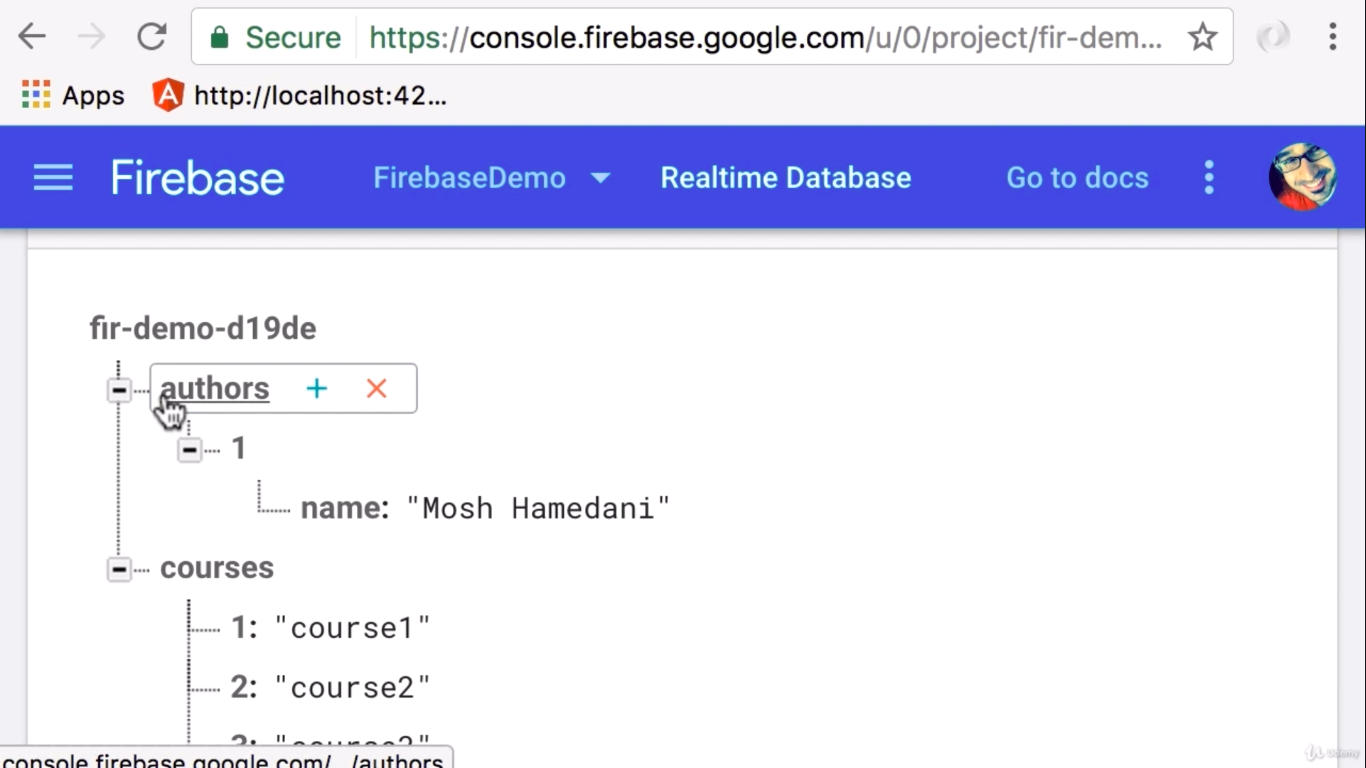 Secure https://console.firebase.google.com/u/0/project/fir-dem...
Apps http://localhost:42...
Firebase FirebaseDemo Realtime Database Go to docs
fir-demo-d19de
authors + ×
1
name: "Mosh Hamedani"
courses
1: "course1"
2: "course2"
console.firebase.google.com/.../authors
Udemy